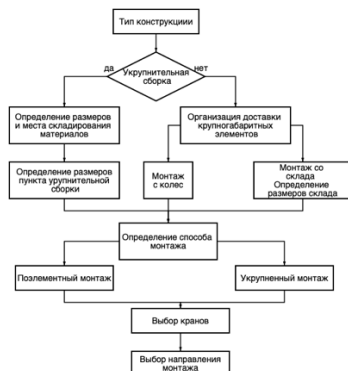 Тип конструкциии
да
нет
Укрупнительная
сборка
Определение размеров
и места складирования
материалов
Организация доставки
крупногабаритных
элементов
Определение размеров
пункта урупнительной
сборки
Монтаж
с колес
Монтаж со
склада
Определение
размеров склада
Определение способа
монтажа
Поэлементный монтаж
Укрупненный монтаж
Выбор кранов
Выбор направления
монтажа